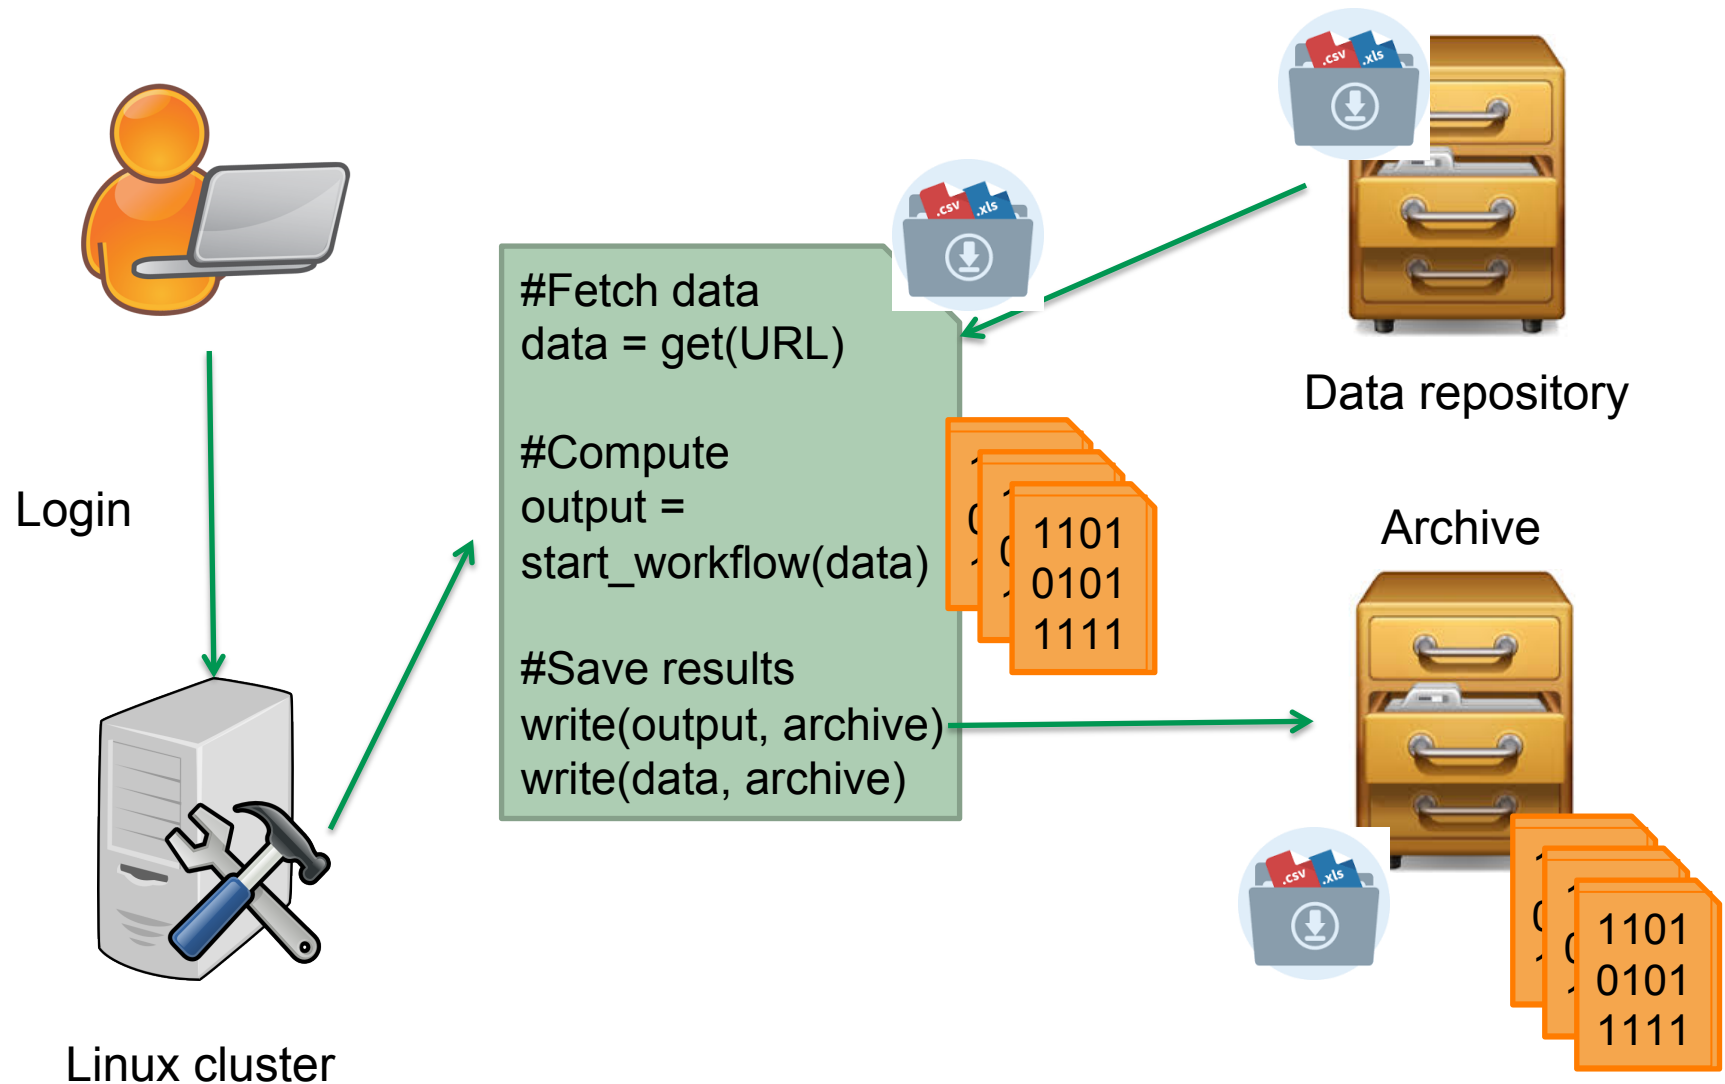 .csv .xls
.csv .xls
#Fetch data
data = get(URL)
Data repository
#Compute
output =
start_workflow(data)
1101
0101
1111
Login
Archive
#Save results
write(output, archive)
write(data, archive)
.csv .xls
1101
0101
1111
Linux cluster